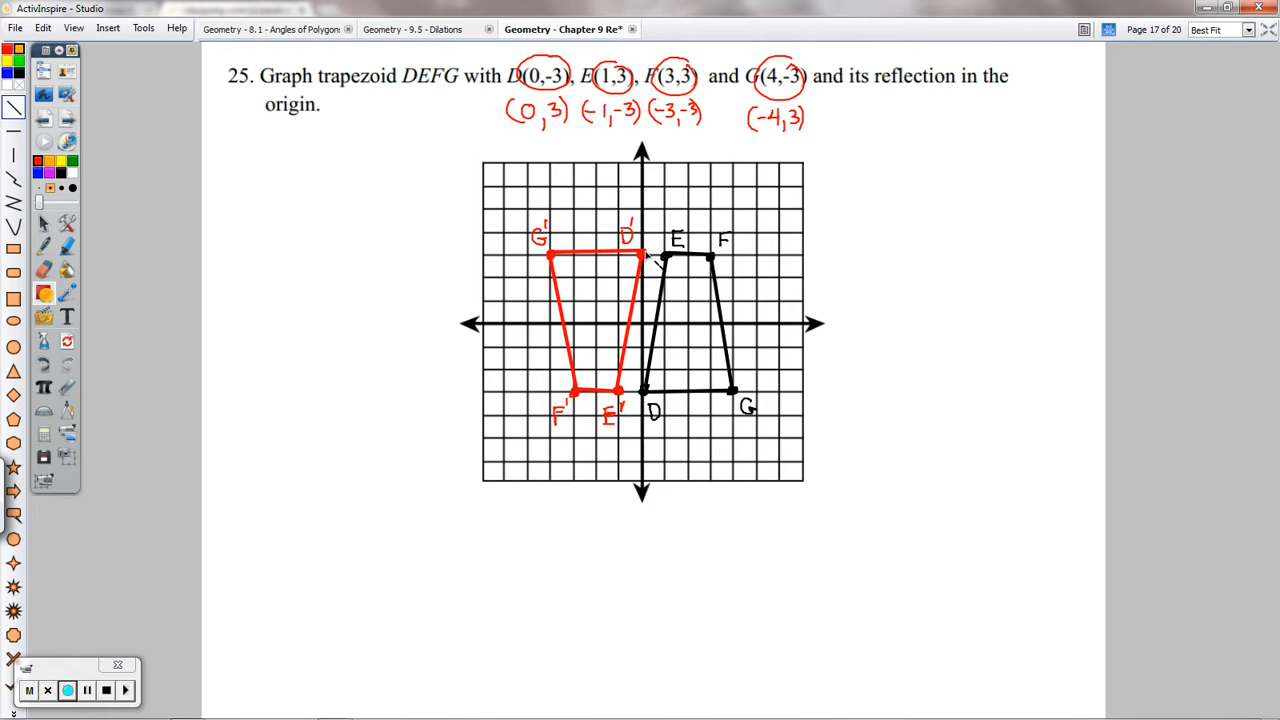 ActivInspire - Studio
File Edit View Insert Tools Help
Geometry - 8.1 - Angles of Polygon
Geometry - 9.5 - Dilations
Geometry - Chapter 9 Re*
Page 17 of 20
Best Fit
25. Graph trapezoid DEFG with D(0,-3), E(1,3), F(3,3) and G(4,-3) and its reflection in the
origin.
(0,3) (-1,-3) (-3,-3) (-4,3)
G' D' E F
F' E' D G
M